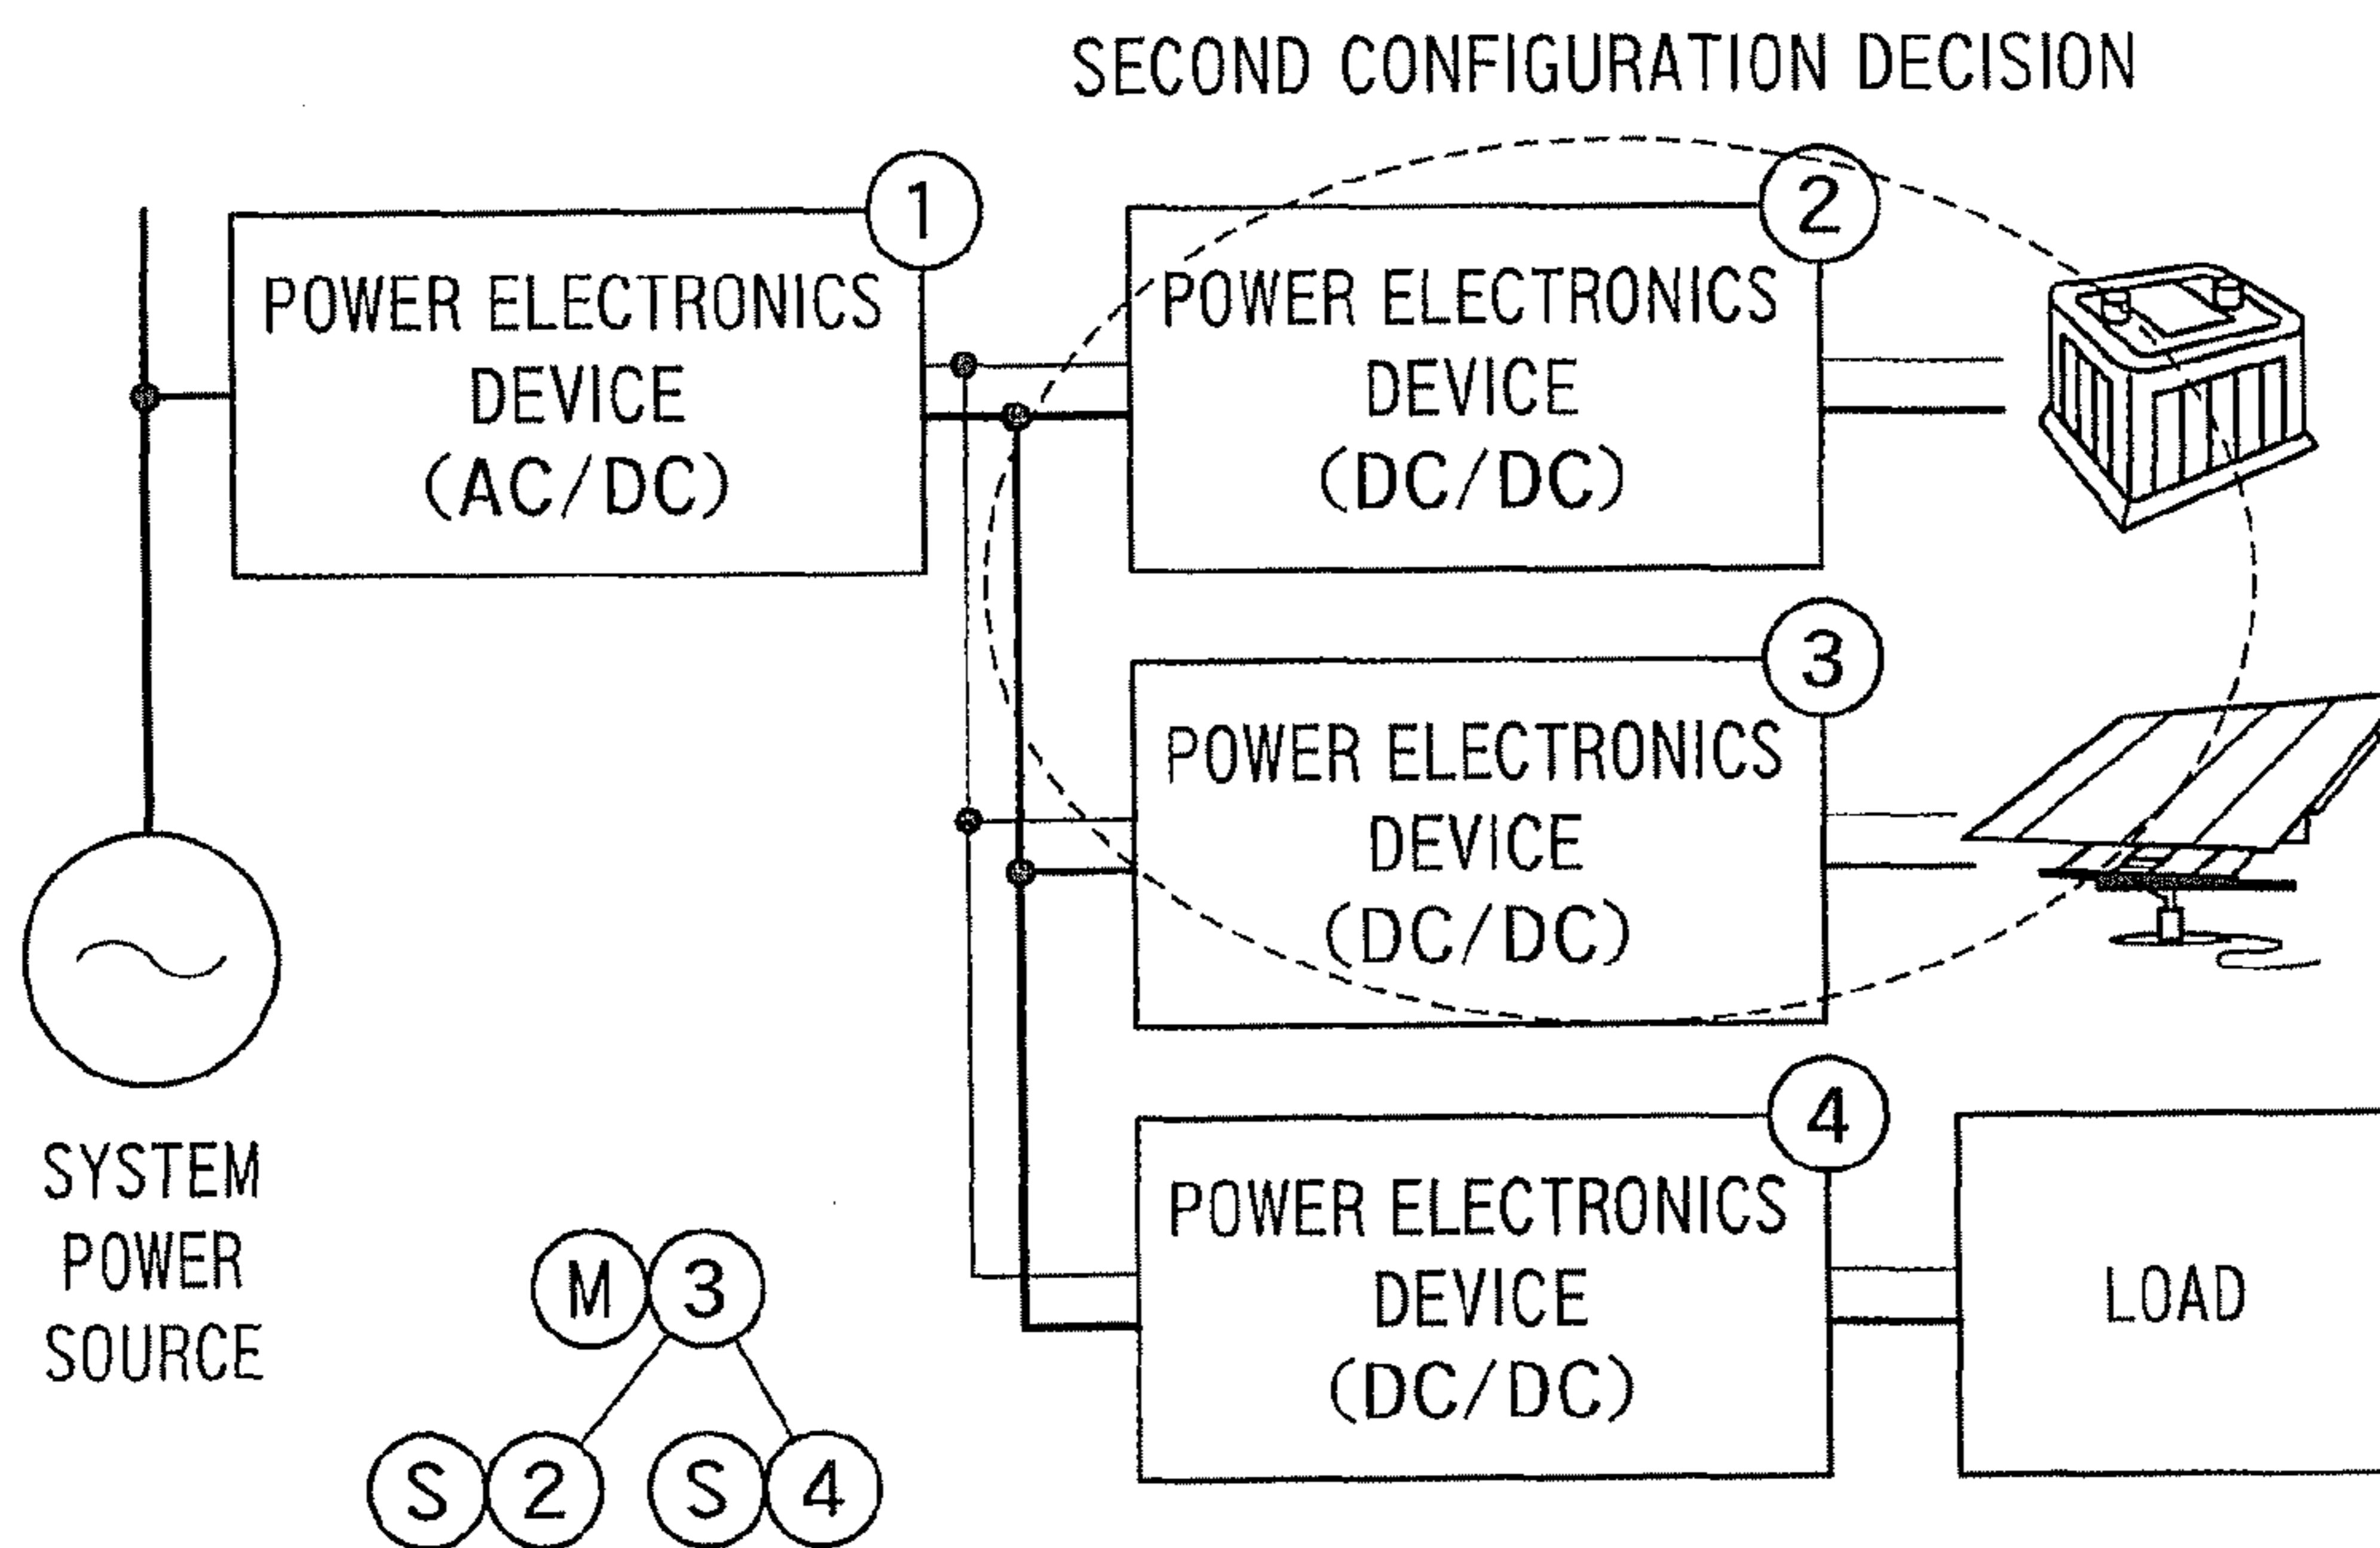 SECOND CONFIGURATION DECISION
1
POWER ELECTRONICS
DEVICE
(AC/DC)
2
POWER ELECTRONICS
DEVICE
(DC/DC)
3
POWER ELECTRONICS
DEVICE
(DC/DC)
4
POWER ELECTRONICS
DEVICE
(DC/DC)
LOAD
SYSTEM
POWER
SOURCE
M 3
S 2 S 4